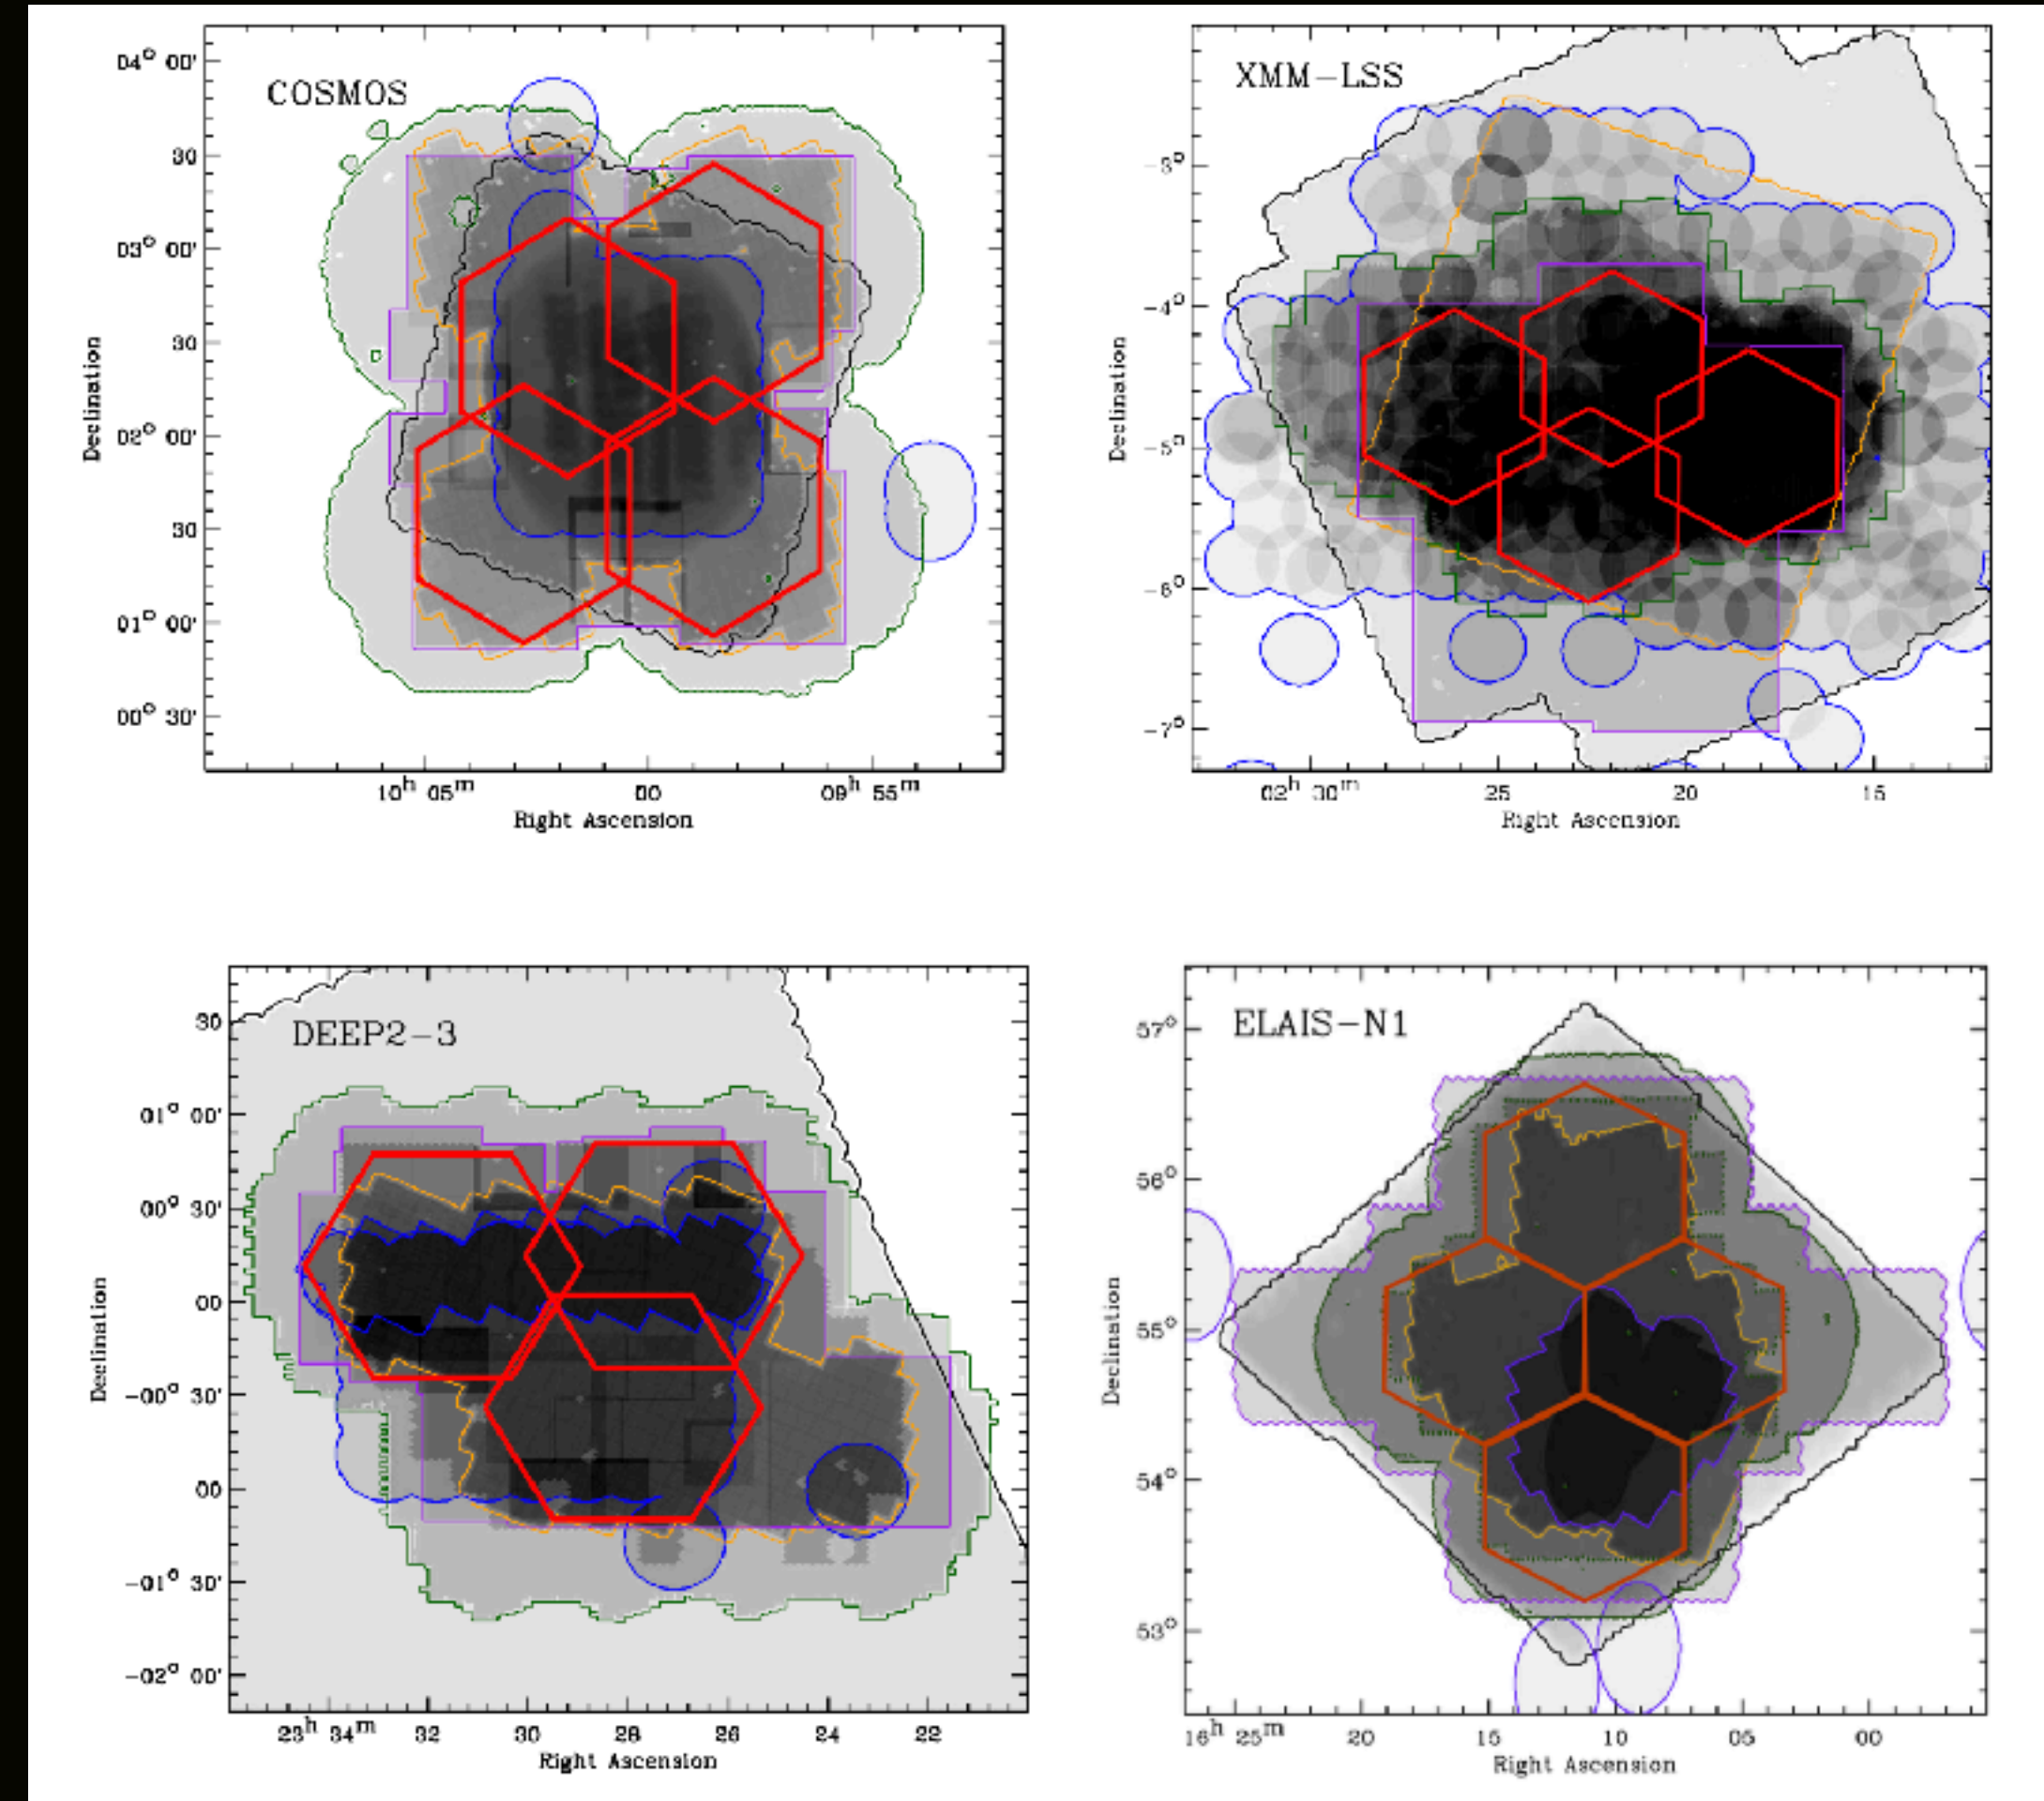 COSMOS
04° 00'
30
03° 00'
30
02° 00'
30
01° 00'
00° 30'
Declination
10ʰ 05ᵐ 00 09ʰ 55ᵐ
Right Ascension
XMM-LSS
-3°
-4°
-5°
-6°
-7°
Declination
02ʰ 30ᵐ 25 20 15
Right Ascension
DEEP2-3
30
01° 00'
00° 30'
00
-00° 30'
00
-01° 30'
-02° 00'
Declination
23ʰ 34ᵐ 32 30 28 26 24 22
Right Ascension
ELAIS-N1
57°
56°
55°
54°
53°
Declination
16ʰ 25ᵐ 20 15 10 05 00
Right Ascension